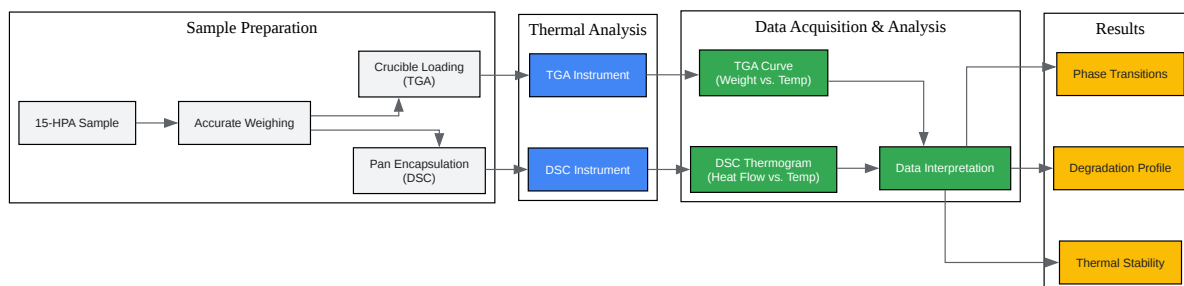 Sample Preparation
Thermal Analysis
Data Acquisition & Analysis
Results
Crucible Loading
(TGA)
TGA Instrument
TGA Curve
(Weight vs. Temp)
Phase Transitions
15-HPA Sample
Accurate Weighing
Pan Encapsulation
(DSC)
DSC Instrument
DSC Thermogram
(Heat Flow vs. Temp)
Data Interpretation
Degradation Profile
Thermal Stability